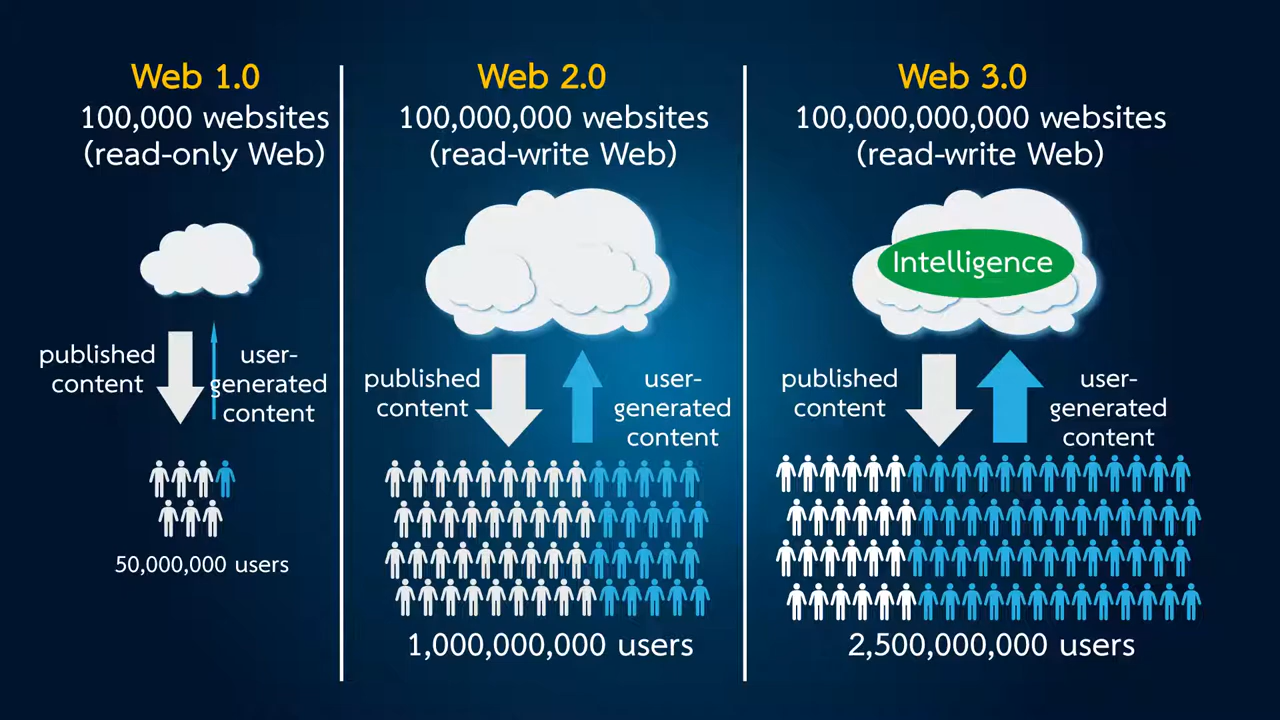 Web 1.0
100,000 websites
(read-only Web)
published
content
user-
generated
content
50,000,000 users
Web 2.0
100,000,000 websites
(read-write Web)
published
content
user-
generated
content
1,000,000,000 users
Web 3.0
100,000,000,000 websites
(read-write Web)
Intelligence
published
content
user-
generated
content
2,500,000,000 users